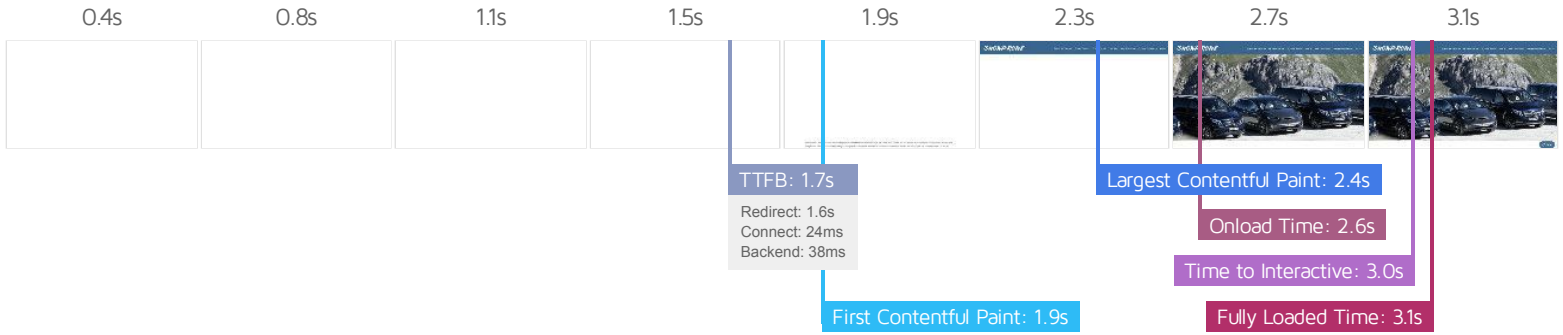 0.4s
0.8s
1.1s
1.5s
1.9s
2.3s
2.7s
3.1s
TTFB: 1.7s
Redirect: 1.6s
Connect: 24ms
Backend: 38ms
Largest Contentful Paint: 2.4s
Onload Time: 2.6s
Time to Interactive: 3.0s
First Contentful Paint: 1.9s
Fully Loaded Time: 3.1s